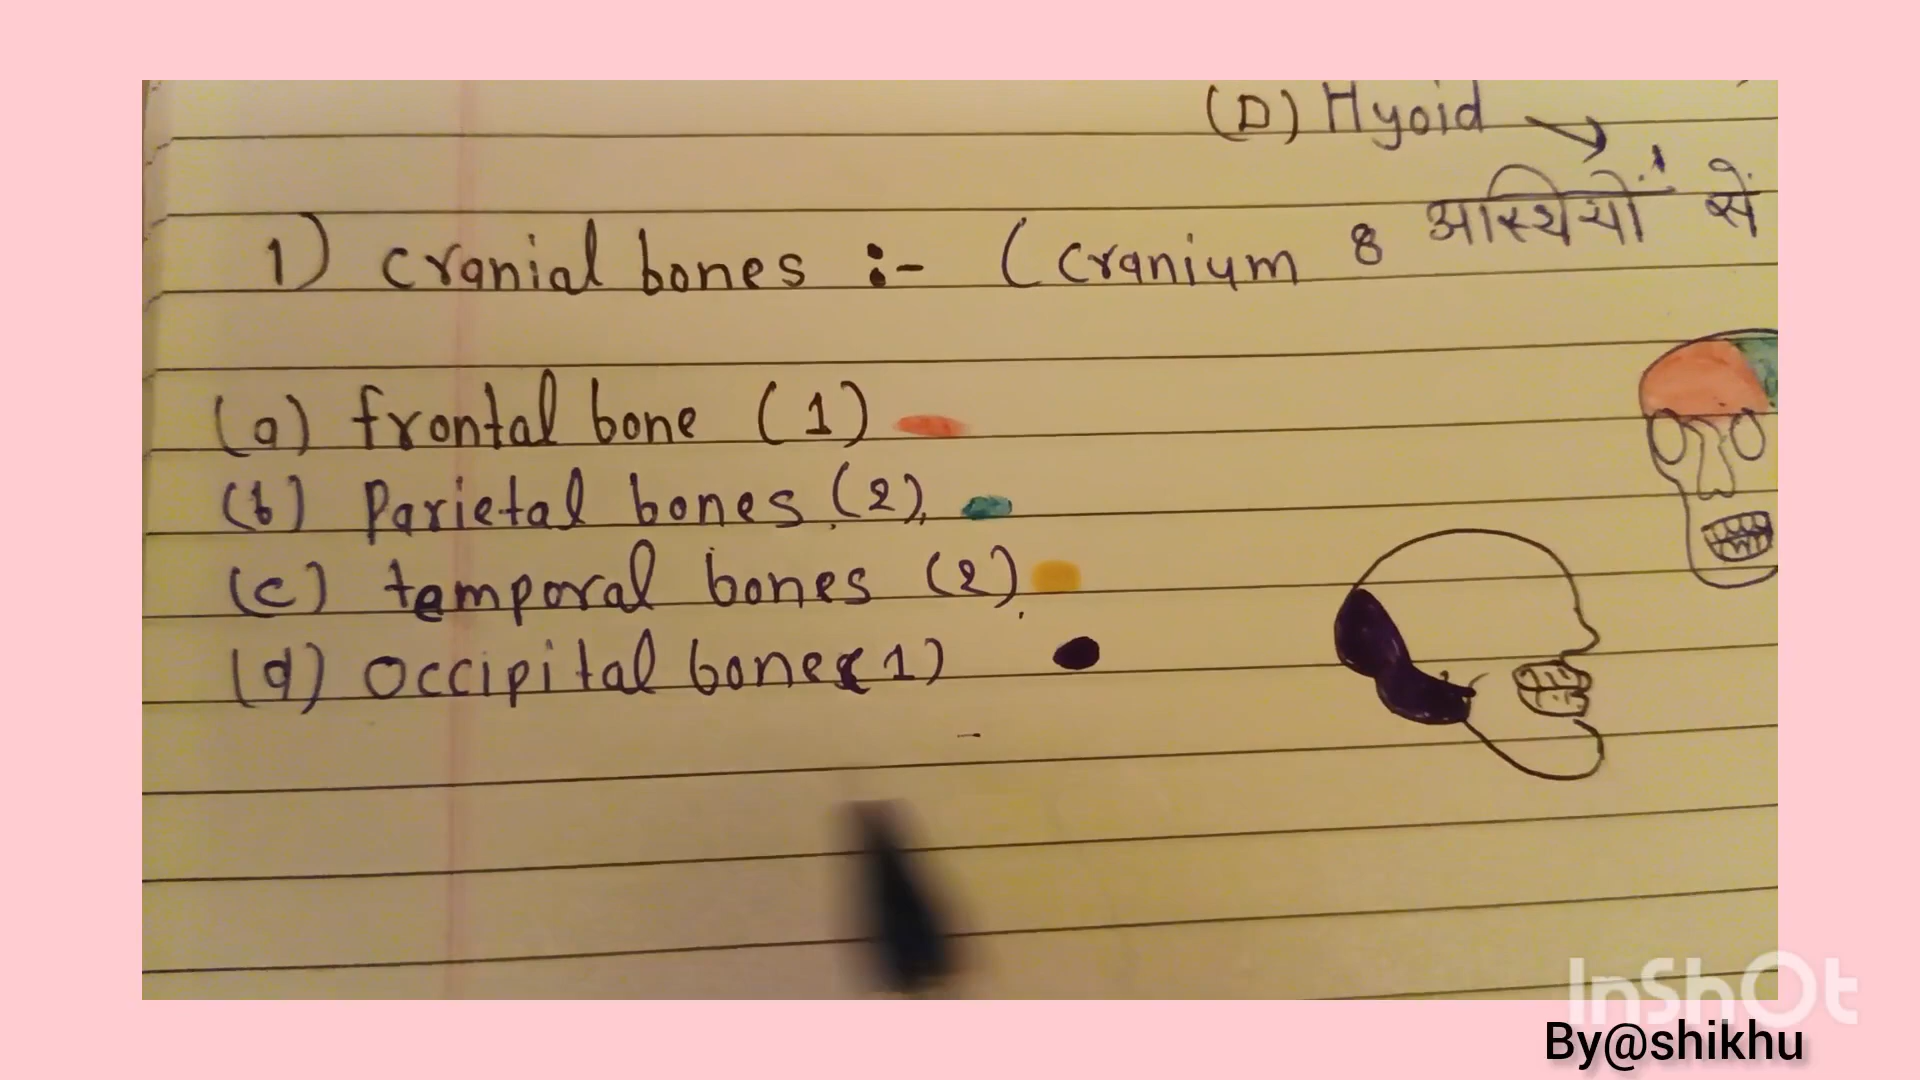 (D) Hyoid →
1) cranial bones :- ( cranium 8 अस्थियों से
(a) frontal bone (1)
(b) Parietal bones (2)
(c) temporal bones (2)
(d) occipital bone (1)
InShOt
By@shikhu